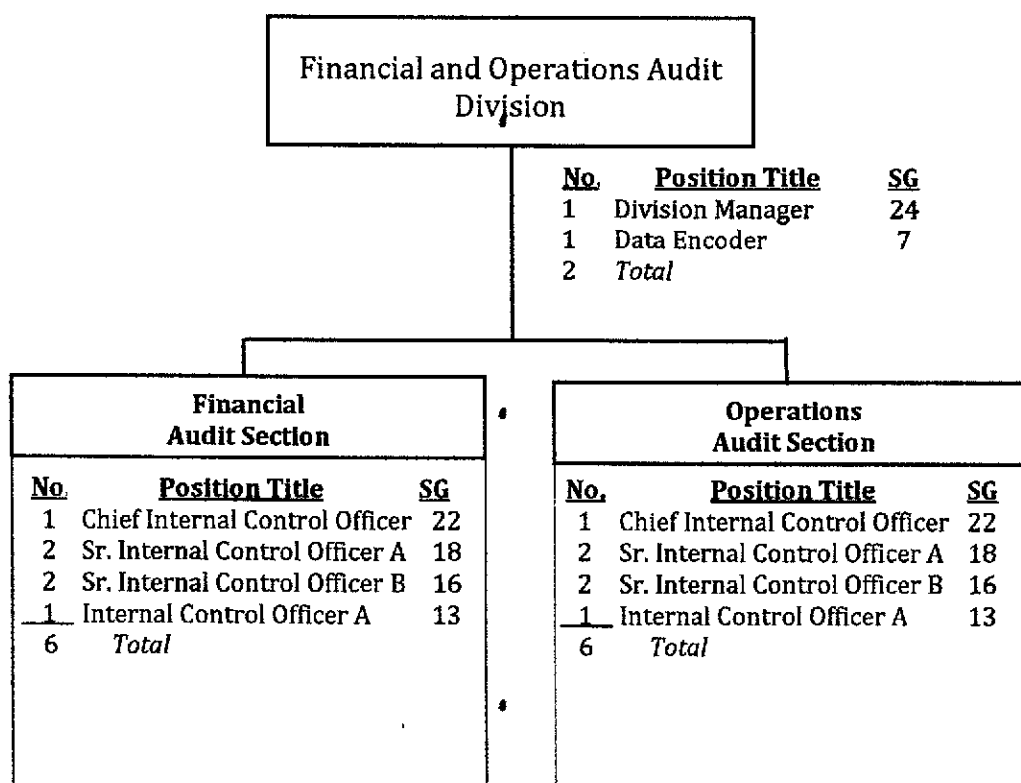 Financial and Operations Audit
Division
No. Position Title SG
1 Division Manager 24
1 Data Encoder 7
2 Total
Financial
Audit Section
No. Position Title SG
1 Chief Internal Control Officer 22
2 Sr. Internal Control Officer A 18
2 Sr. Internal Control Officer B 16
1 Internal Control Officer A 13
6 Total
Operations
Audit Section
No. Position Title SG
1 Chief Internal Control Officer 22
2 Sr. Internal Control Officer A 18
2 Sr. Internal Control Officer B 16
1 Internal Control Officer A 13
6 Total